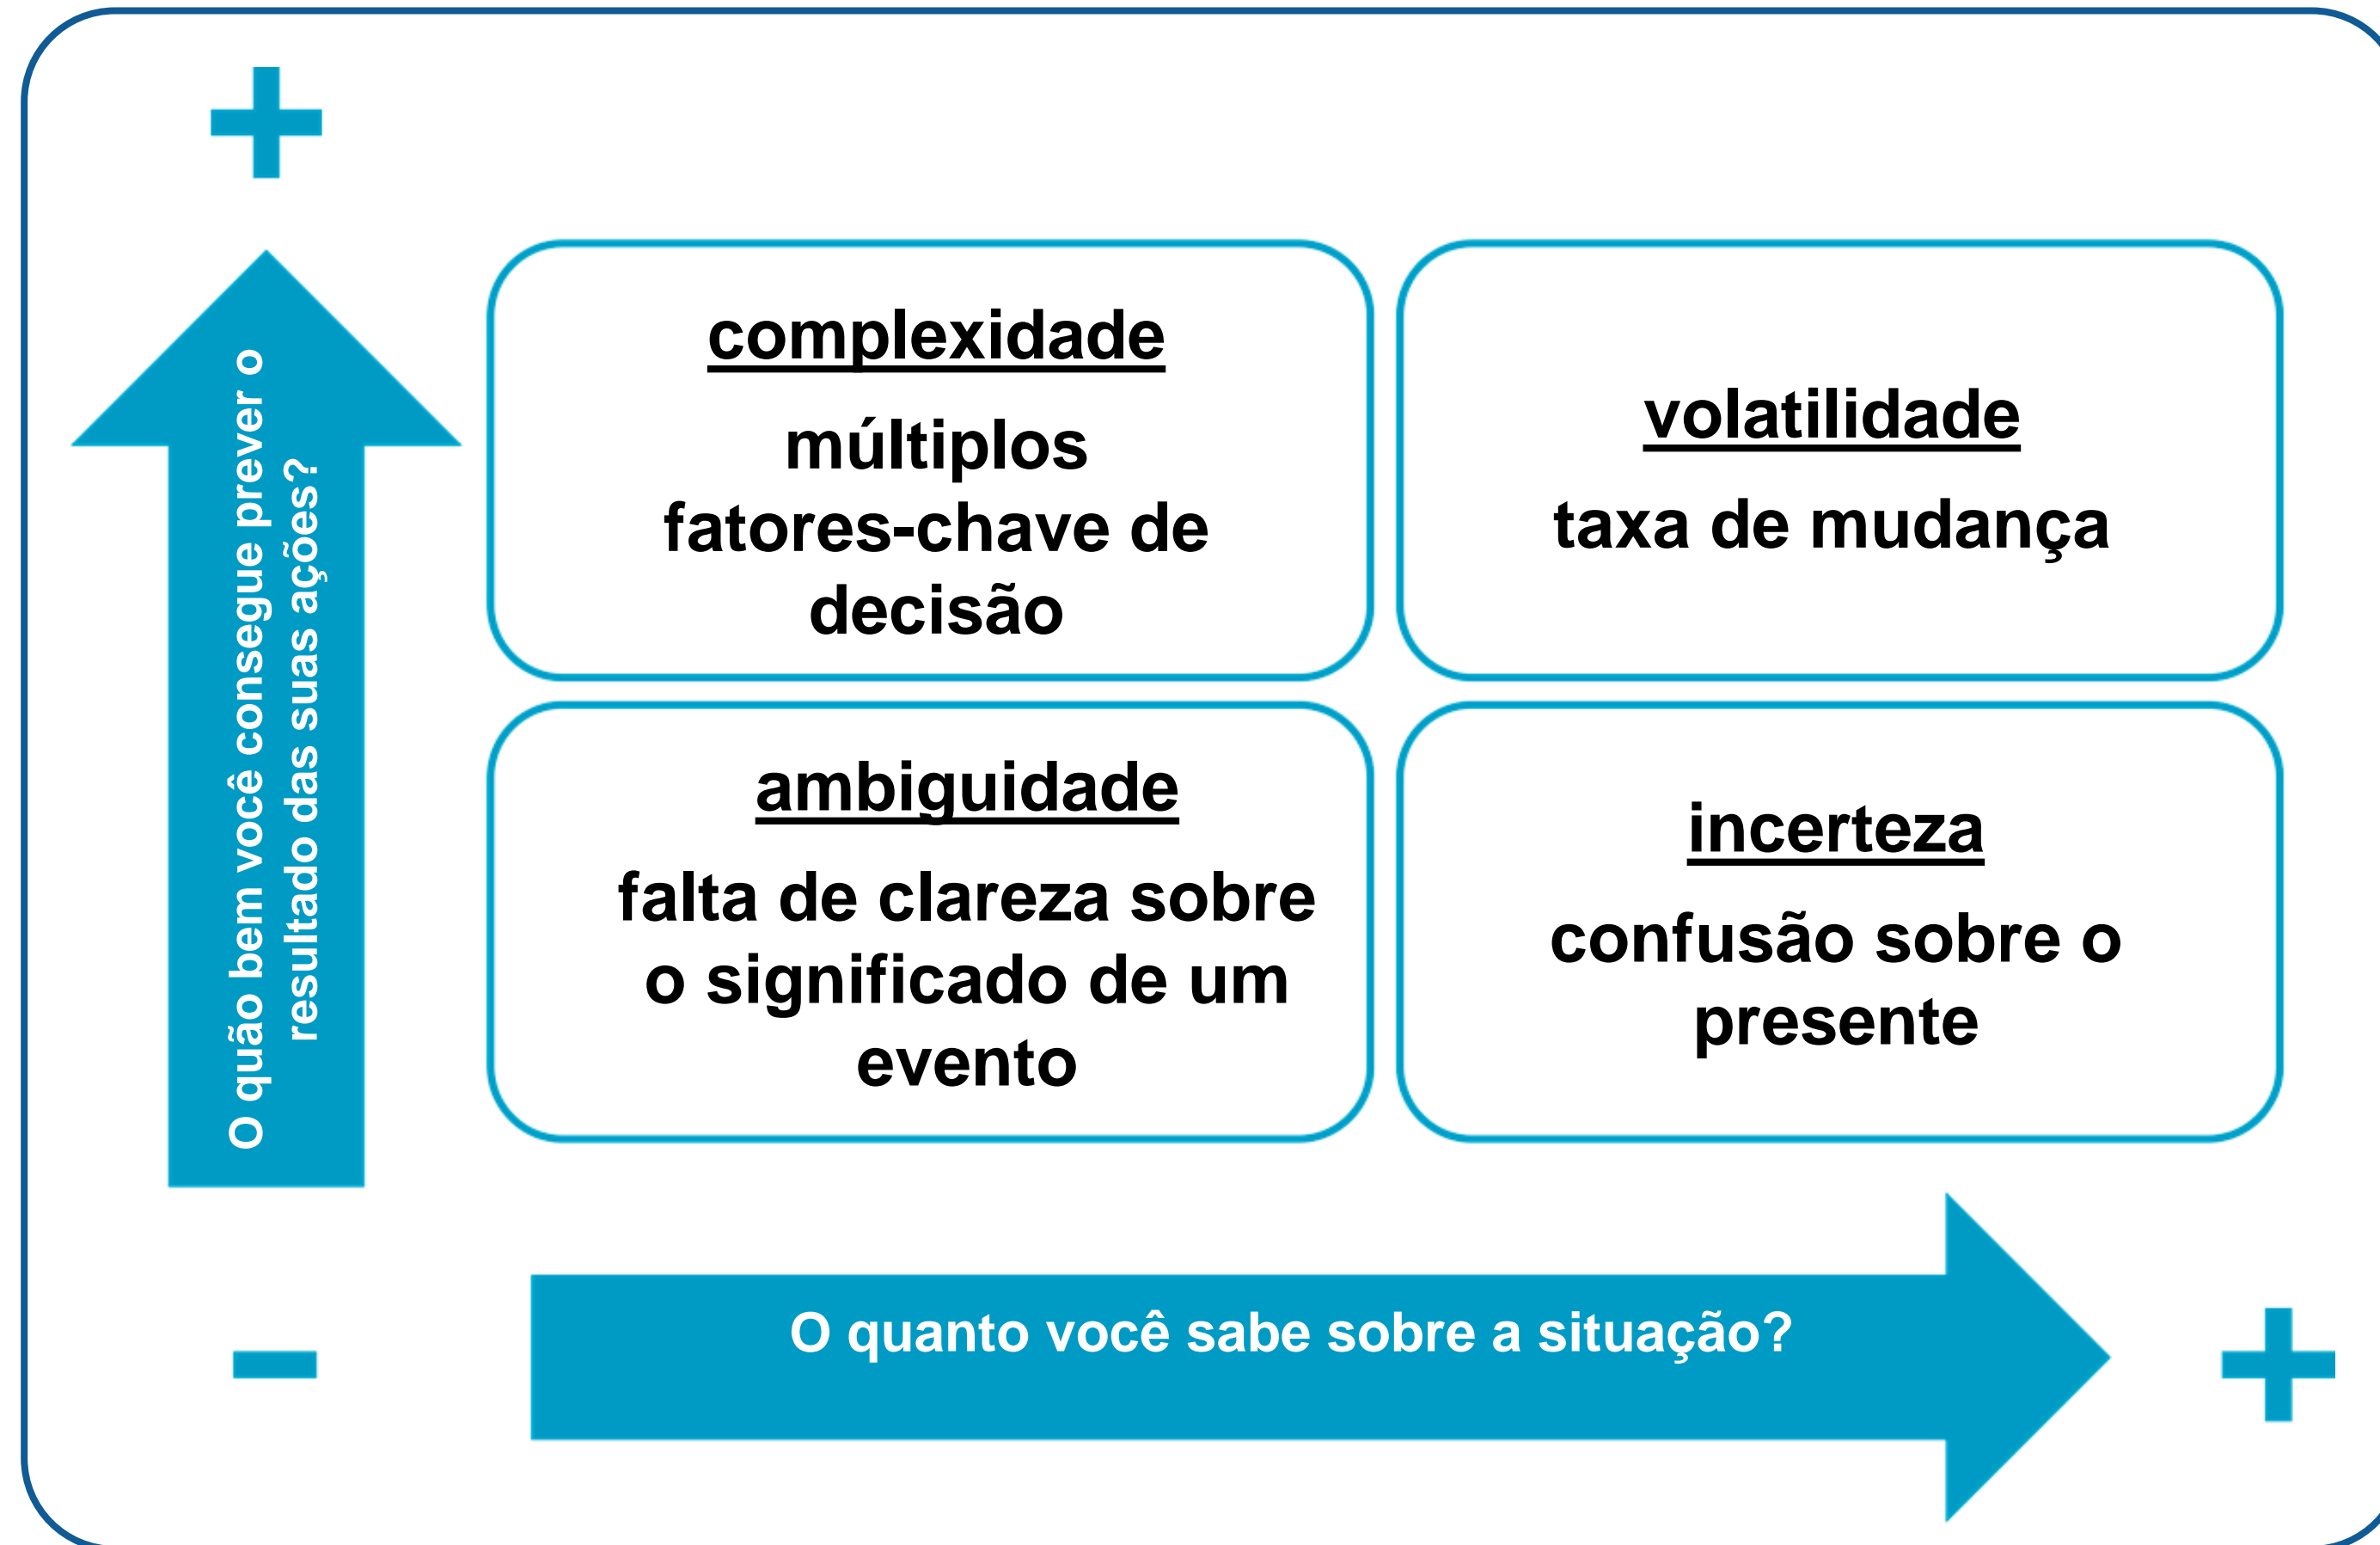 O quão bem você consegue prever o
resultado das suas ações?
complexidade
múltiplos
fatores-chave de
decisão
volatilidade
taxa de mudança
ambiguidade
falta de clareza sobre
o significado de um
evento
incerteza
confusão sobre o
presente
O quanto você sabe sobre a situação?